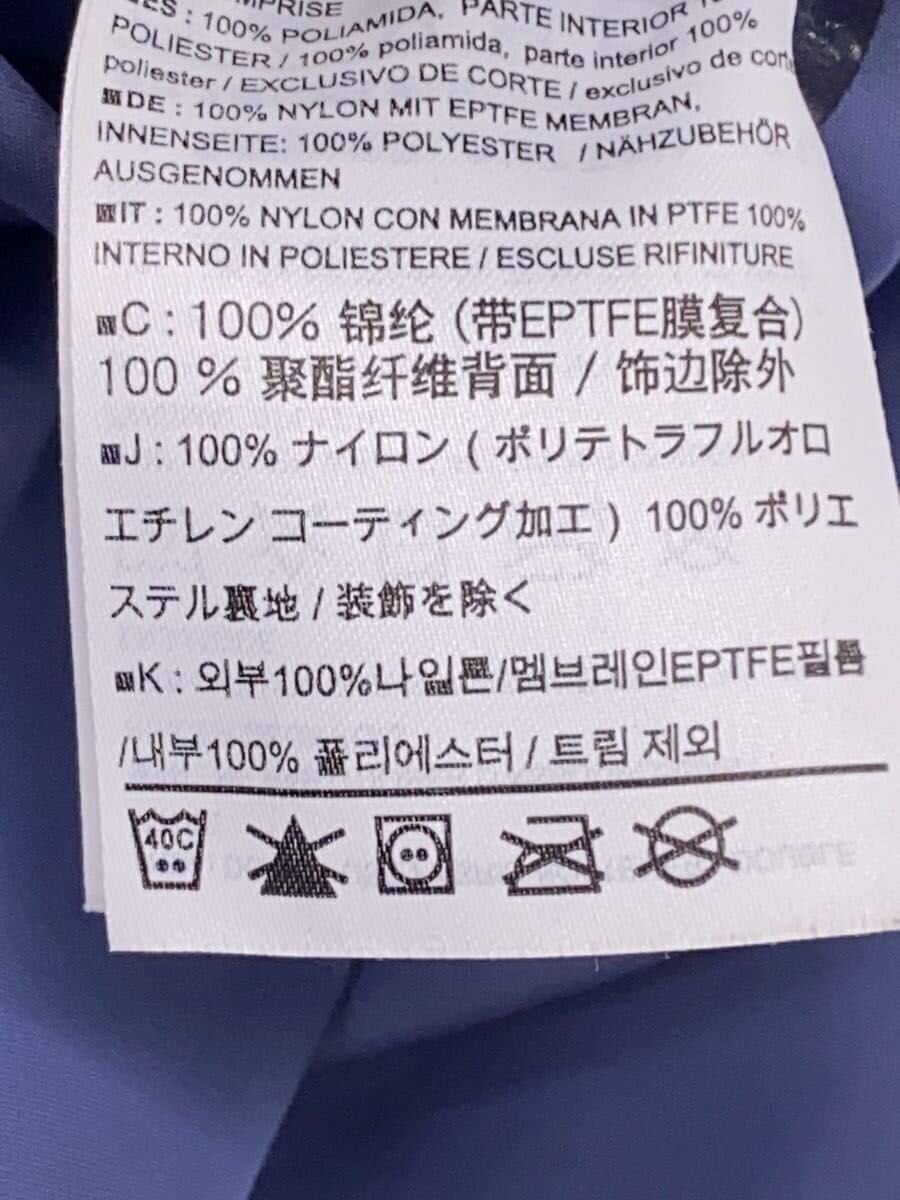 MPRISE
ES : 100% POLIAMIDA, PARTE INTERIOR
POLIESTER / 100% poliamida, parte interior 100%
poliester / EXCLUSIVO DE CORTE / exclusivo de corte
DE : 100% NYLON MIT EPTFE MEMBRAN,
INNENSEITE: 100% POLYESTER / NÄHZUBEHÖR
AUSGENOMMEN
IT : 100% NYLON CON MEMBRANA IN PTFE 100%
INTERNO IN POLIESTERE / ESCLUSE RIFINITURE
C : 100% 锦纶 (带EPTFE膜复合)
100 % 聚酯纤维背面 / 饰边除外
J : 100% ナイロン ( ポリテトラフルオロ
エチレン コーティング加工 ) 100% ポリエ
ステル裏地 / 装飾を除く
K : 외부100%나일론/멤브레인EPTFE필름
/내부100% 폴리에스터 / 트림 제외
40C